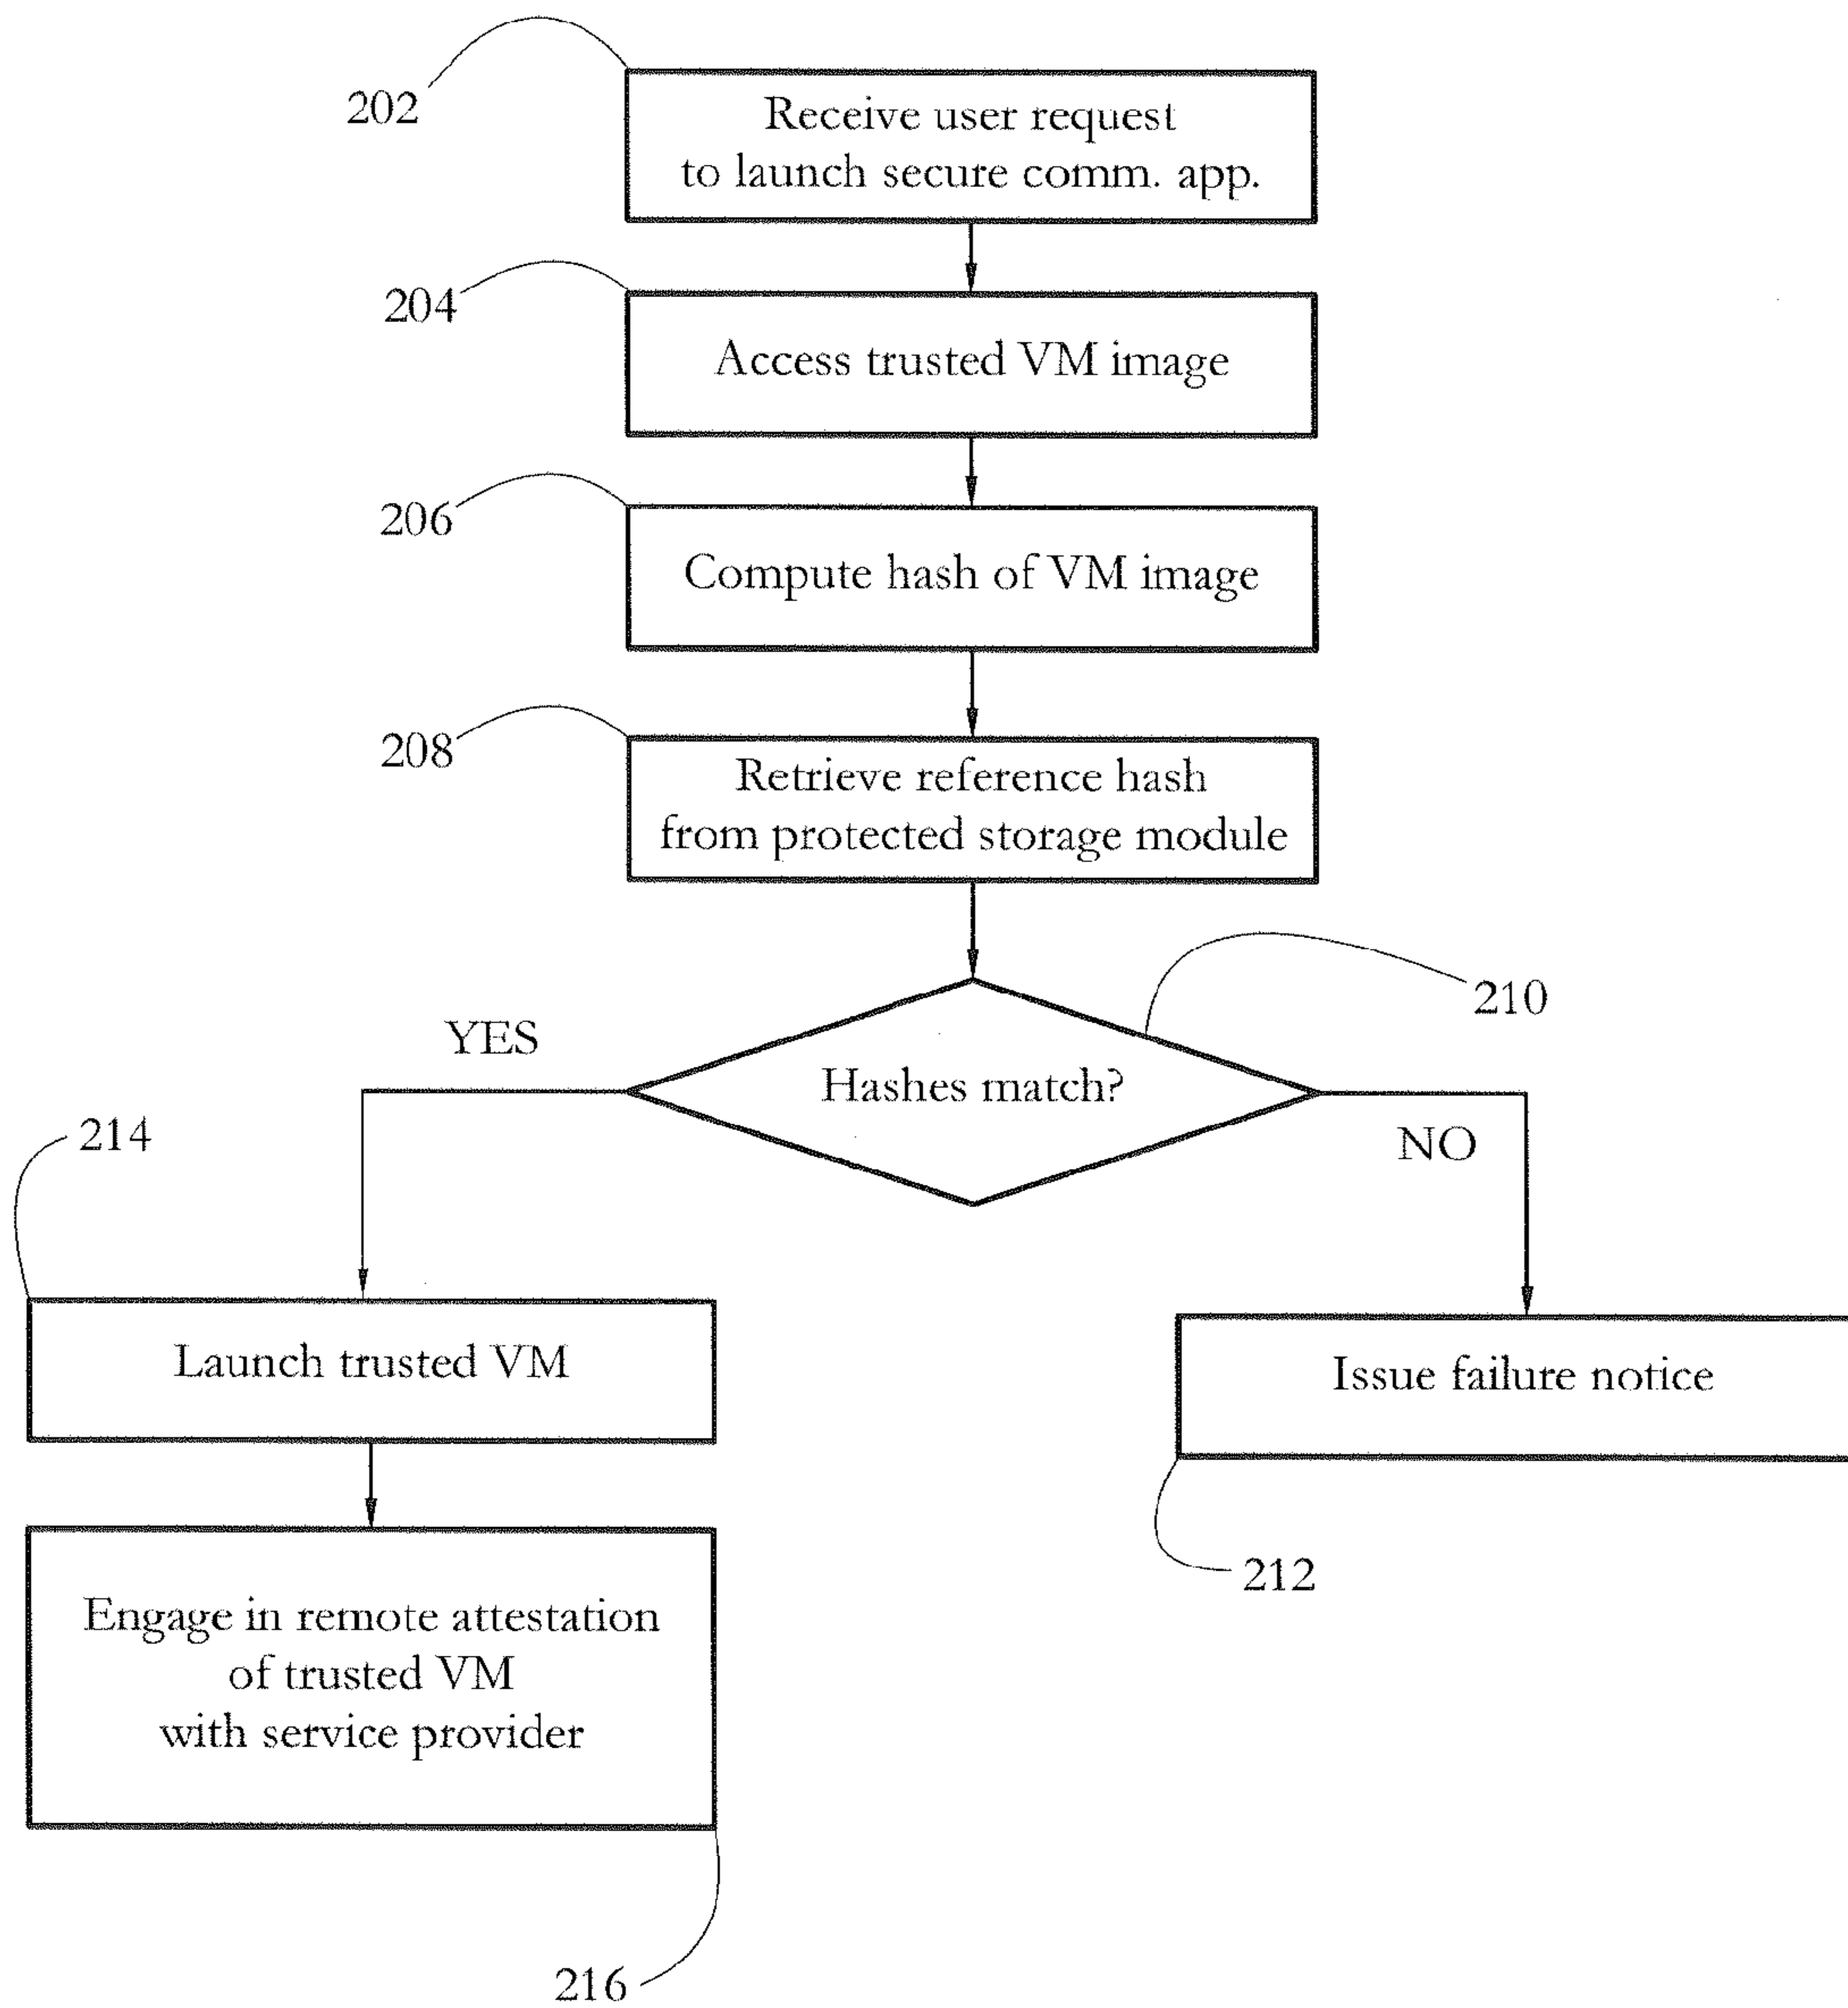 202
Receive user request
to launch secure comm. app.
204
Access trusted VM image
206
Compute hash of VM image
208
Retrieve reference hash
from protected storage module
210
YES
Hashes match?
NO
214
Launch trusted VM
Issue failure notice
212
Engage in remote attestation
of trusted VM
with service provider
216